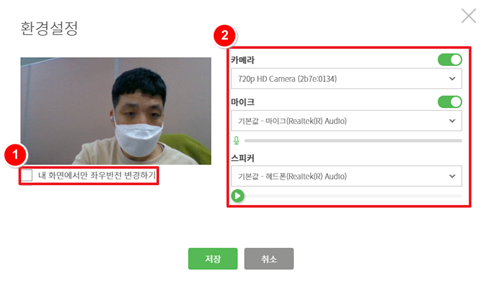 환경설정
2
카메라
720p HD Camera (2b7e:0134)
마이크
기본값 - 마이크(Realtek(R) Audio)
스피커
기본값 - 헤드폰(Realtek(R) Audio)
1
내 화면에서만 좌우반전 변경하기
저장
취소